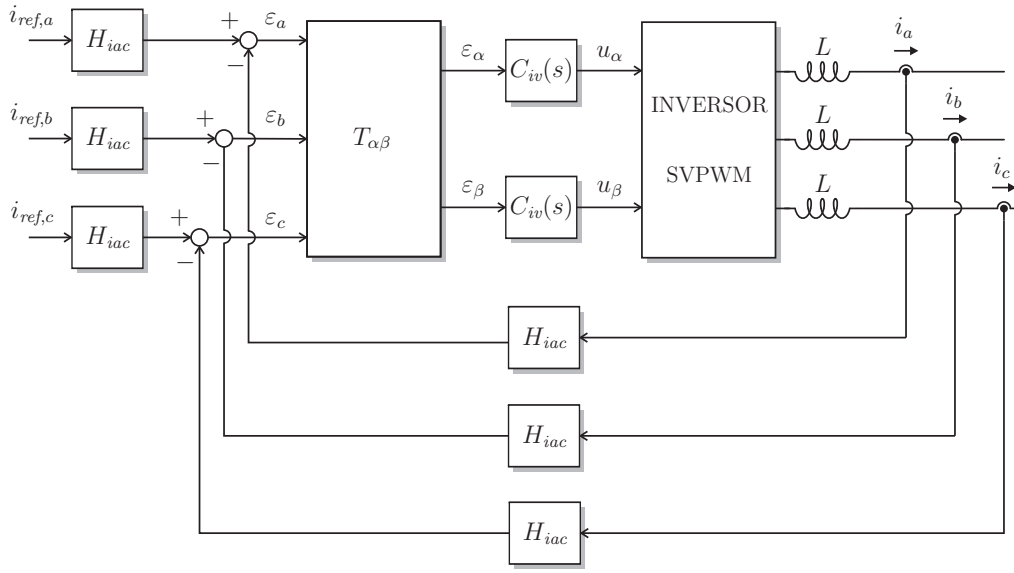 i_{ref,a}
H_{iac}
+
−
ε_a
i_{ref,b}
H_{iac}
+
−
ε_b
i_{ref,c}
H_{iac}
+
−
ε_c
T_{αβ}
ε_α
C_{iv}(s)
u_α
ε_β
C_{iv}(s)
u_β
INVERSOR
SVPWM
L
i_a
L
i_b
L
i_c
H_{iac}
H_{iac}
H_{iac}